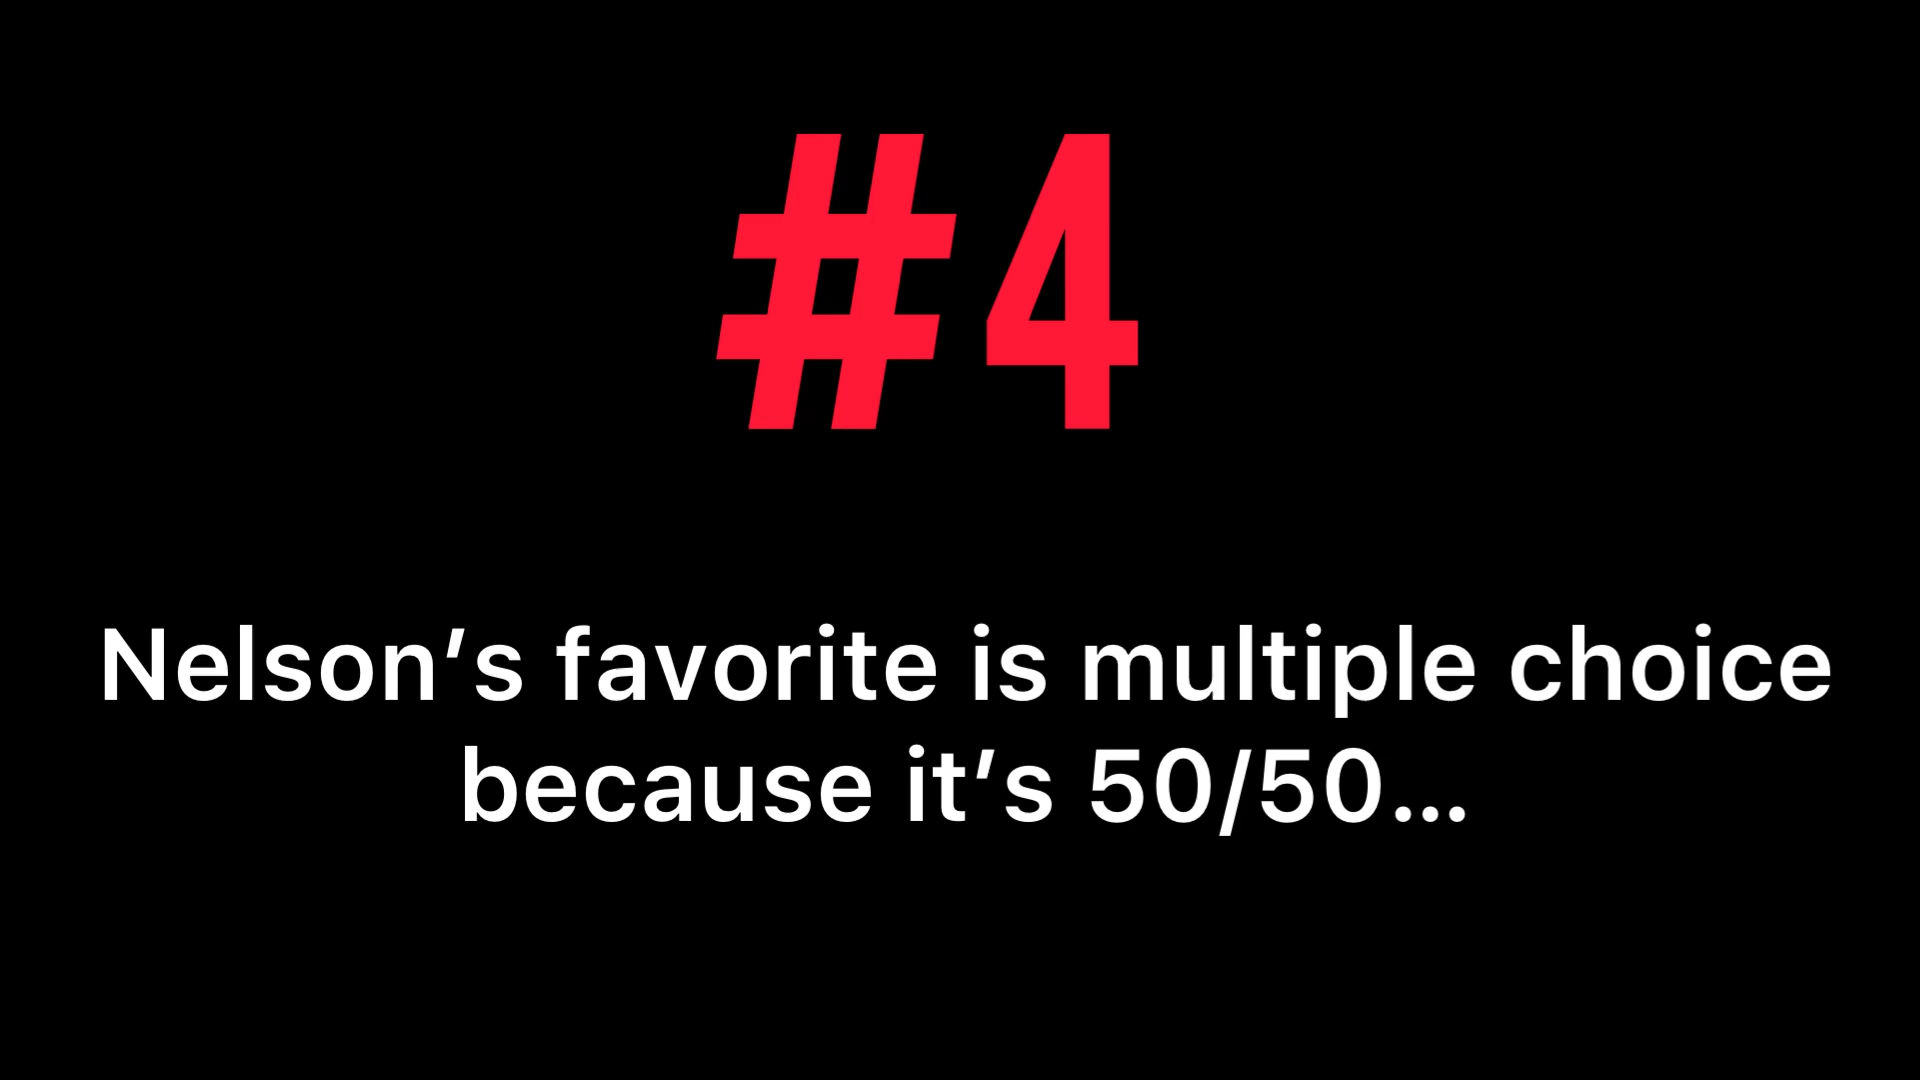 #4
Nelson’s favorite is multiple choice
because it’s 50/50...